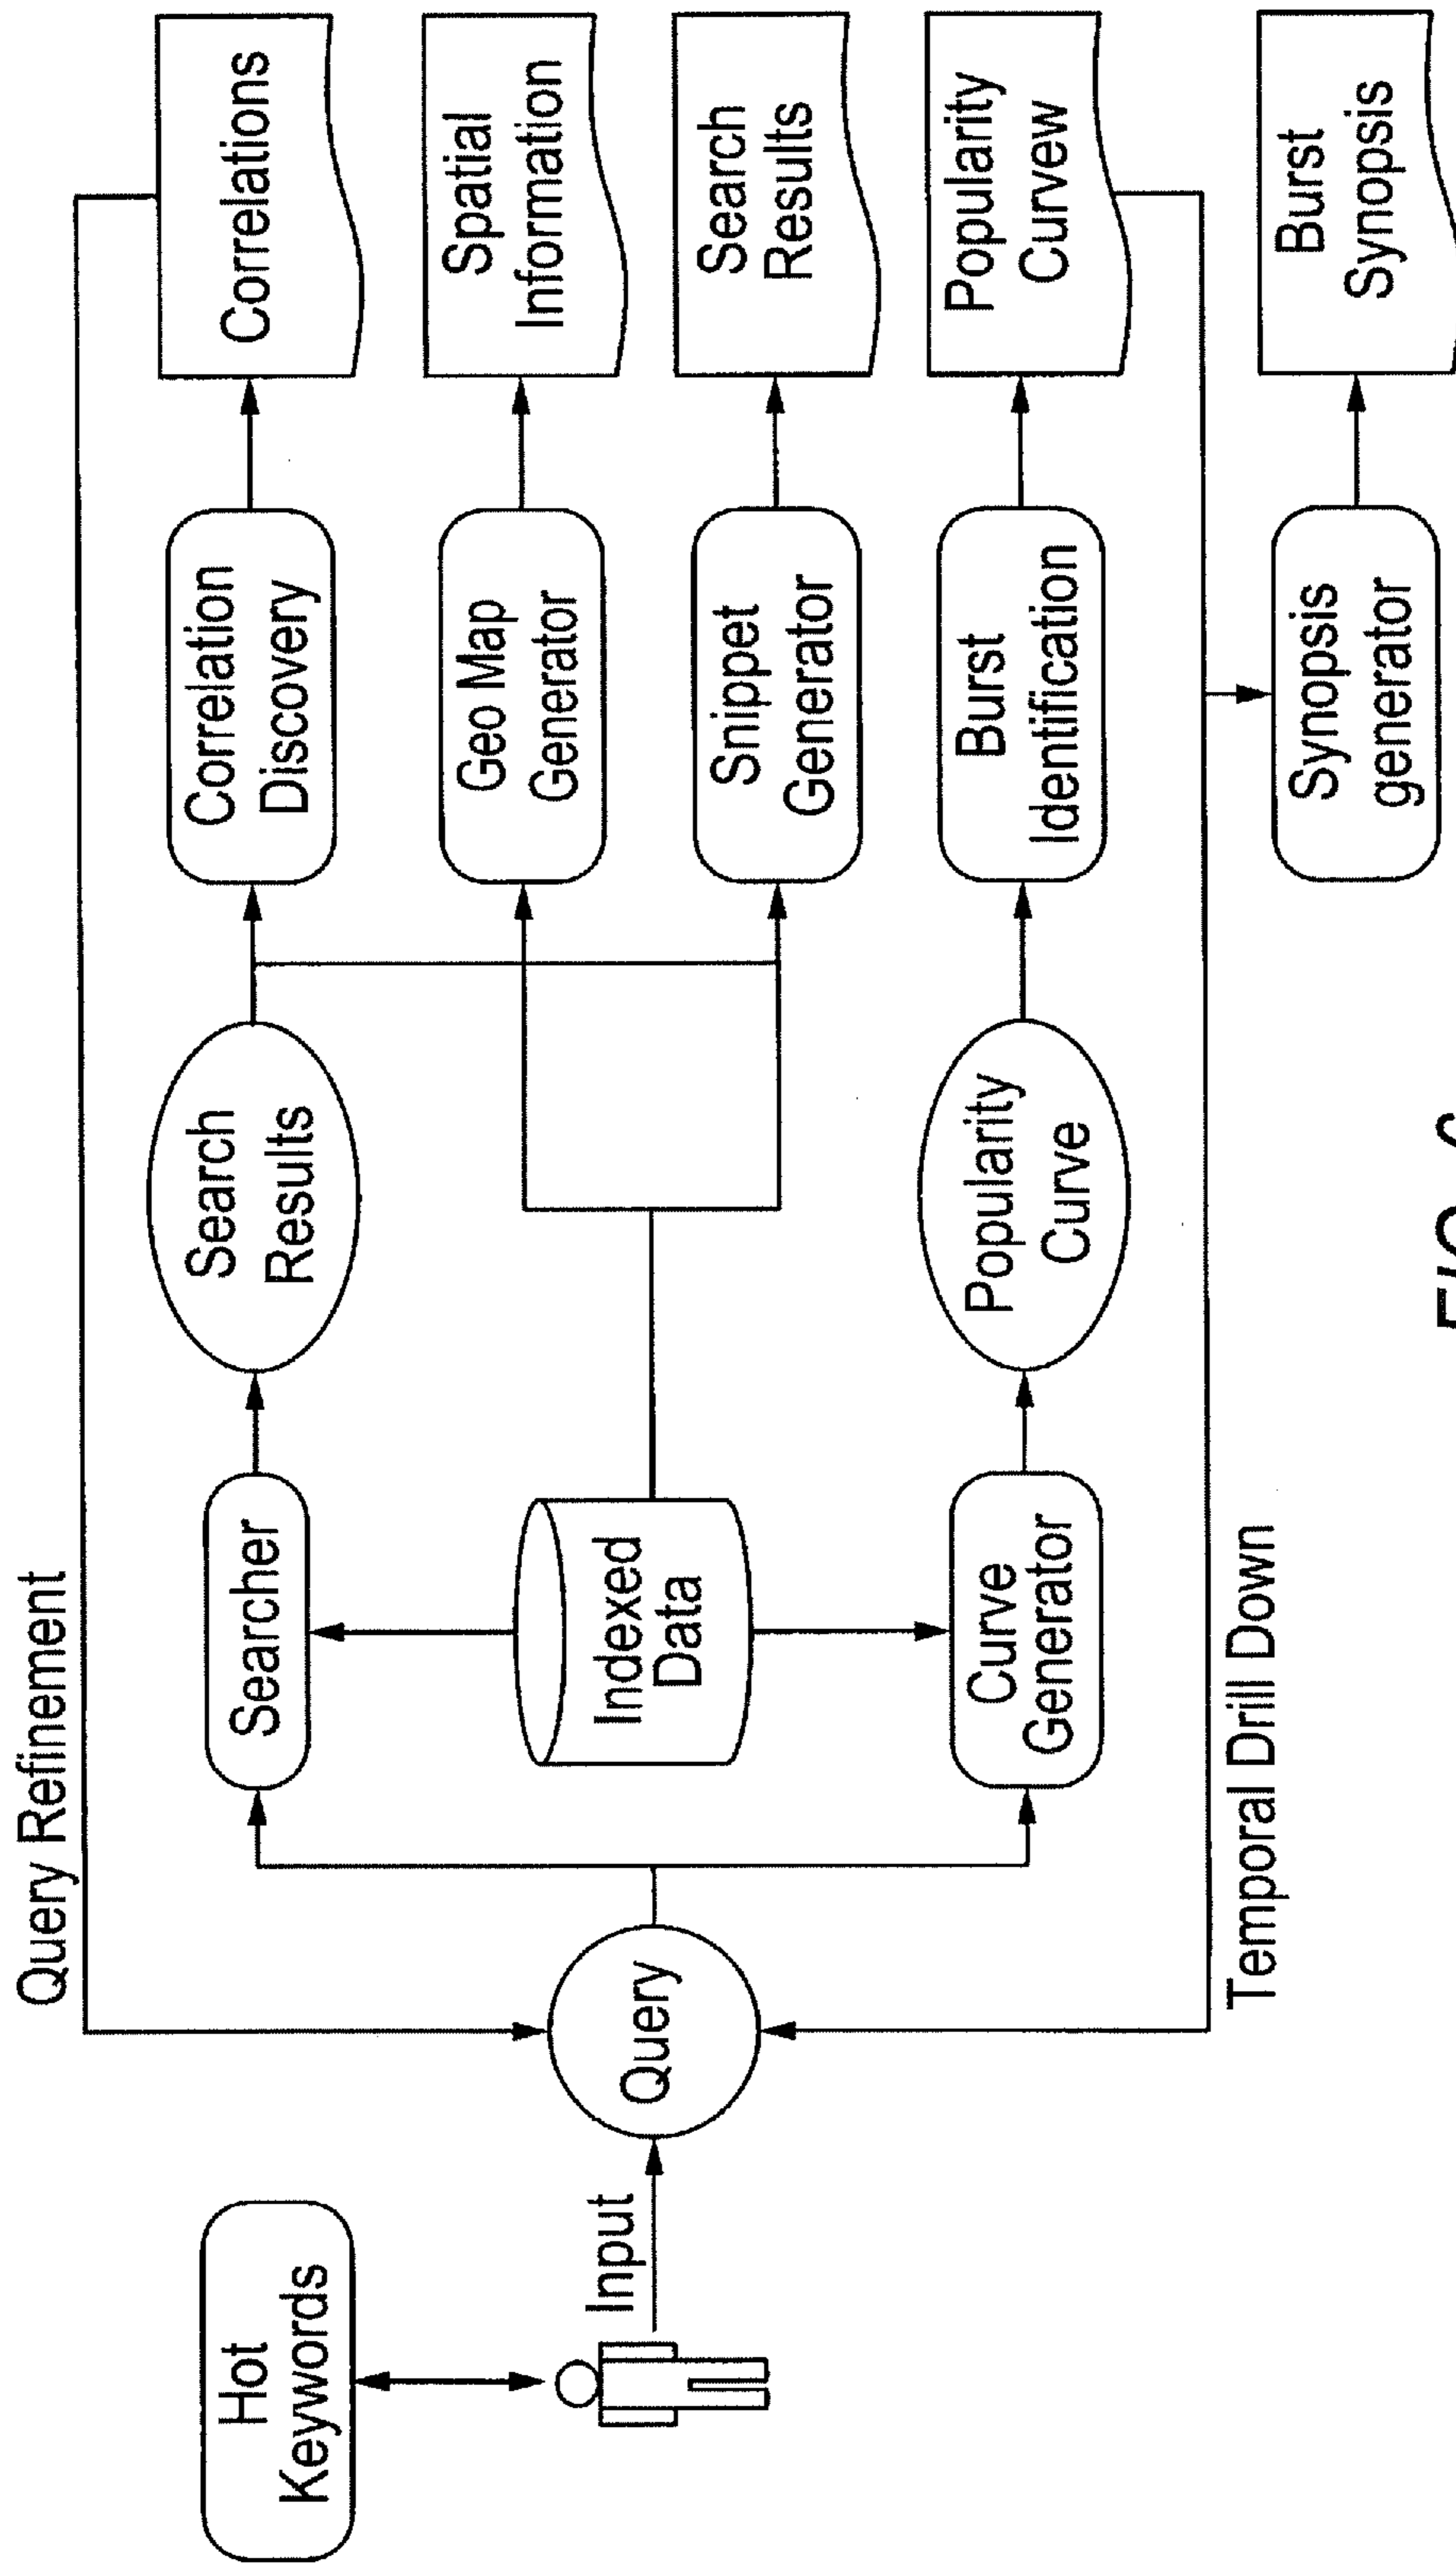 Query Refinement
Hot
Keywords
Input
Query
Searcher
Indexed
Data
Curve
Generator
Search
Results
Popularity
Curve
Correlation
Discovery
Geo Map
Generator
Snippet
Generator
Burst
Identification
Synopsis
generator
Correlations
Spatial
Information
Search
Results
Popularity
Curvew
Burst
Synopsis
Temporal Drill Down